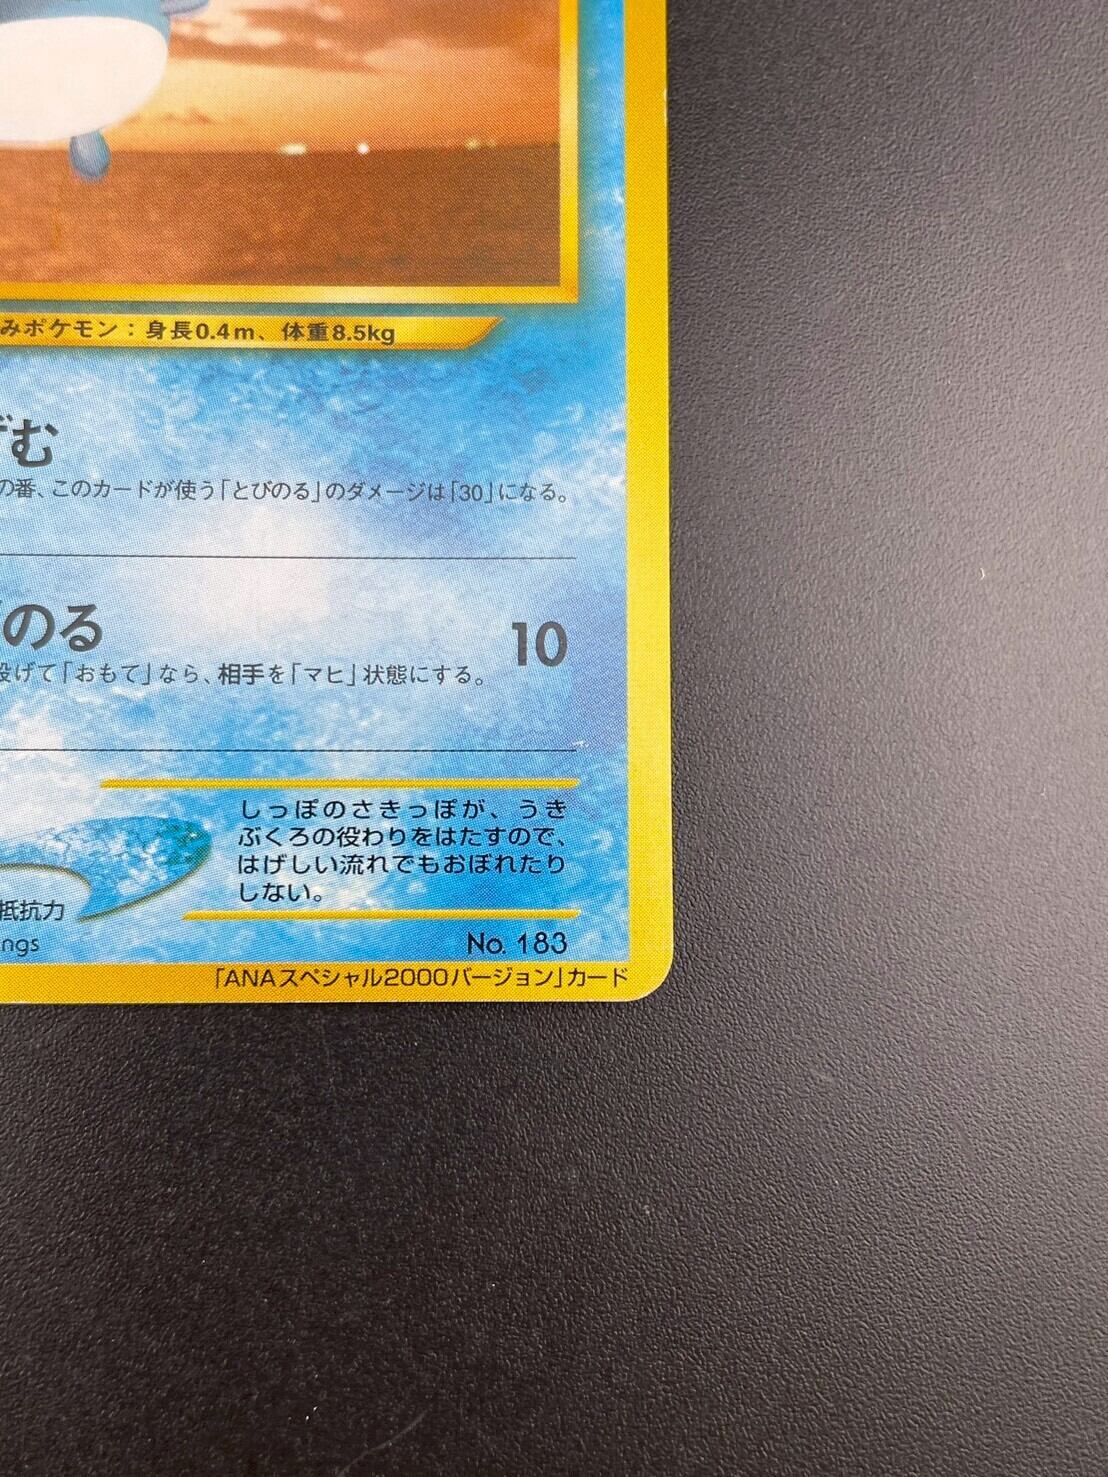 みポケモン：身長0.4m、体重8.5kg
ずむ
の番、このカードが使う「とびのる」のダメージは「30」になる。
のる
10
投げて「おもて」なら、相手を「マヒ」状態にする。
しっぽのさきっぽが、うき
ぶくろの役わりをはたすので、
はげしい流れでもおぼれたり
しない。
抵抗力
ngs
No. 183
「ANAスペシャル2000バージョン」カード